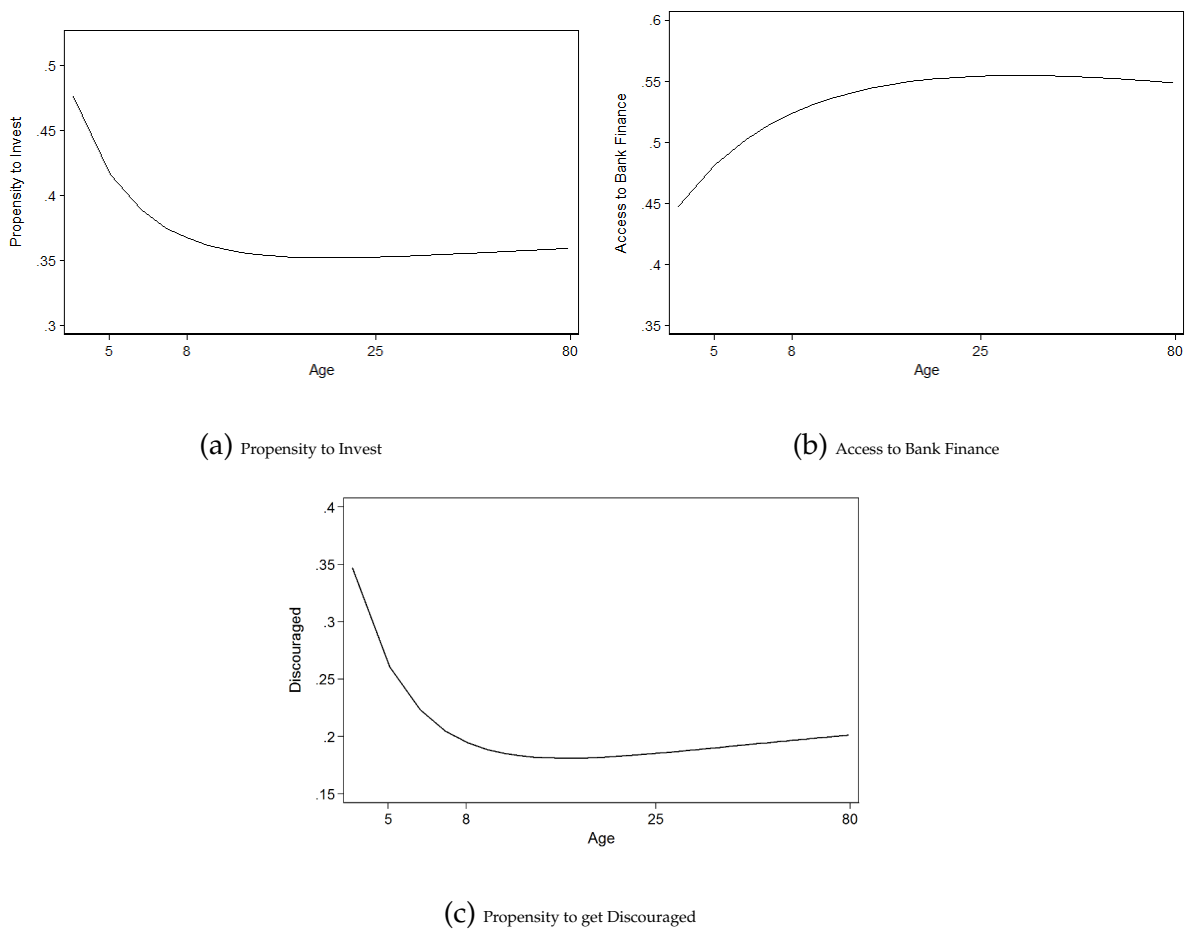 .5
.45
.4
.35
.3
Propensity to Invest
5 8 25 80
Age
(a) Propensity to Invest
.6
.55
.5
.45
.4
.35
Access to Bank Finance
5 8 25 80
Age
(b) Access to Bank Finance
.4
.35
.3
.25
.2
.15
Discouraged
5 8 25 80
Age
(c) Propensity to get Discouraged